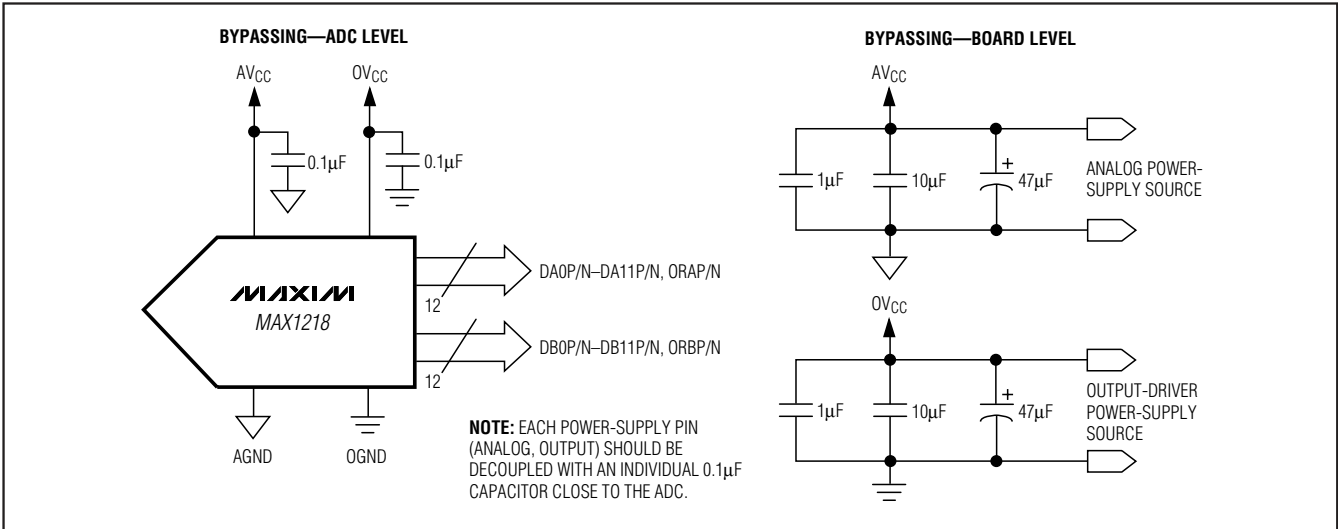 BYPASSING—ADC LEVEL
AVCC
OVCC
0.1µF
0.1µF
MAXIM
MAX1218
DA0P/N–DA11P/N, ORAP/N
12
DB0P/N–DB11P/N, ORBP/N
12
AGND
OGND
NOTE: EACH POWER-SUPPLY PIN
(ANALOG, OUTPUT) SHOULD BE
DECOUPLED WITH AN INDIVIDUAL 0.1µF
CAPACITOR CLOSE TO THE ADC.
BYPASSING—BOARD LEVEL
AVCC
1µF
10µF
+
47µF
ANALOG POWER-
SUPPLY SOURCE
OVCC
1µF
10µF
+
47µF
OUTPUT-DRIVER
POWER-SUPPLY
SOURCE